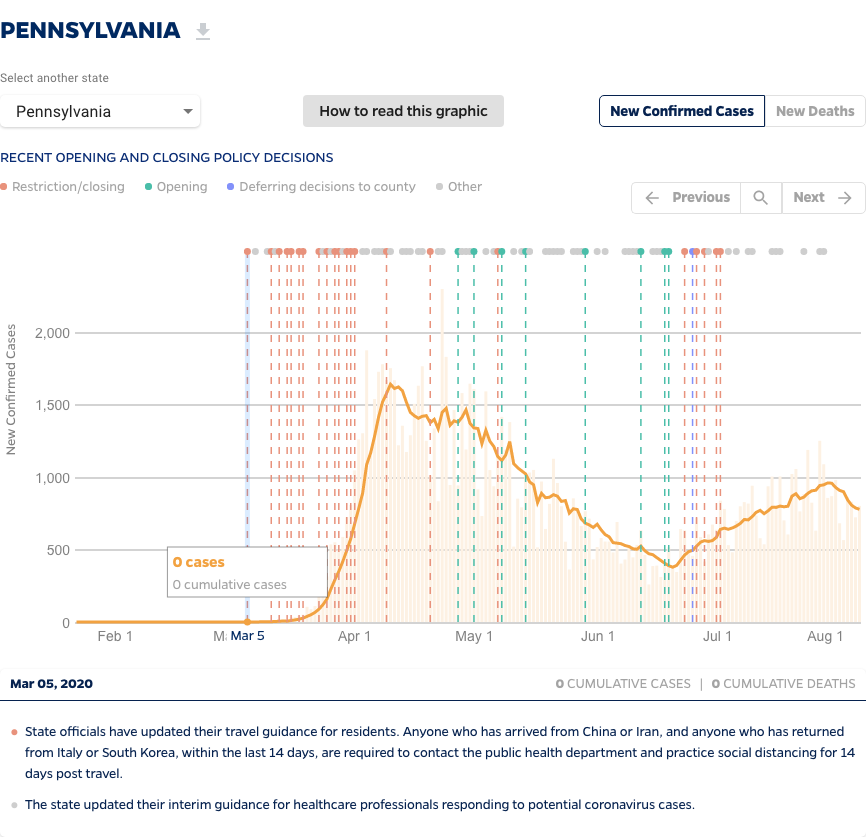 PENNSYLVANIA
Select another state
Pennsylvania
How to read this graphic
New Confirmed Cases
New Deaths
RECENT OPENING AND CLOSING POLICY DECISIONS
Restriction/closing
Opening
Deferring decisions to county
Other
Previous
Next
New Confirmed Cases
2,000
1,500
1,000
500
0
0 cases
0 cumulative cases
Feb 1
Mar 5
Apr 1
May 1
Jun 1
Jul 1
Aug 1
Mar 05, 2020
0 CUMULATIVE CASES | 0 CUMULATIVE DEATHS
State officials have updated their travel guidance for residents. Anyone who has arrived from China or Iran, and anyone who has returned
from Italy or South Korea, within the last 14 days, are required to contact the public health department and practice social distancing for 14
days post travel.
The state updated their interim guidance for healthcare professionals responding to potential coronavirus cases.